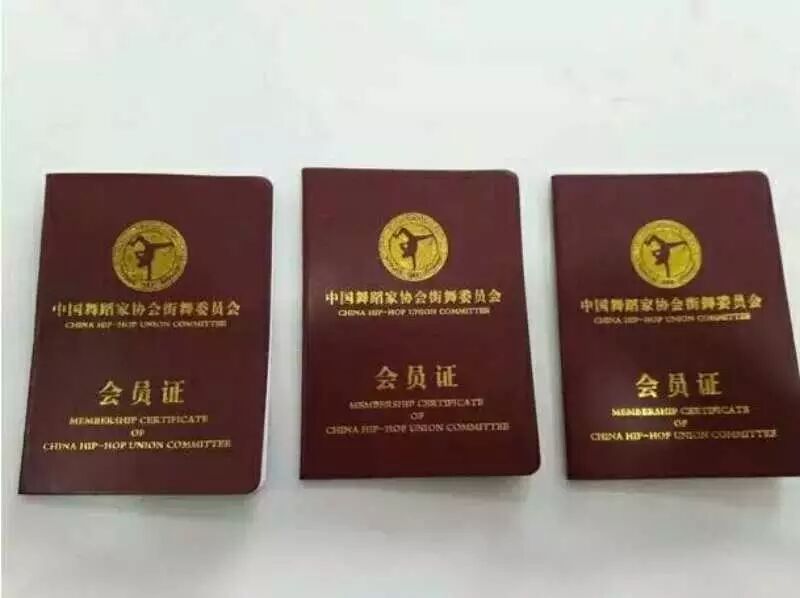 中国舞蹈家协会街舞委员会
CHINA HIP-HOP UNION COMMITTEE
会员证
MEMBERSHIP CERTIFICATE
OF
CHINA HIP-HOP UNION COMMITTEE
中国舞蹈家协会街舞委员会
CHINA HIP-HOP UNION COMMITTEE
会员证
MEMBERSHIP CERTIFICATE
OF
CHINA HIP-HOP UNION COMMITTEE
中国舞蹈家协会街舞委员会
CHINA HIP-HOP UNION COMMITTEE
会员证
MEMBERSHIP CERTIFICATE
OF
CHINA HIP-HOP UNION COMMITTEE